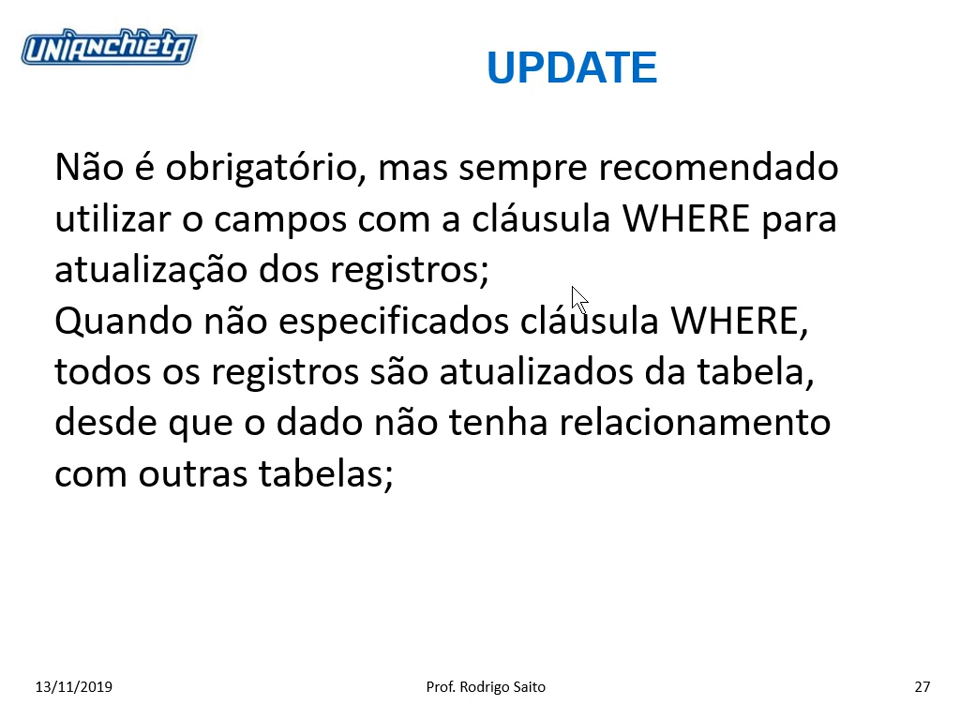 UNIANCHIETA
UPDATE
Não é obrigatório, mas sempre recomendado
utilizar o campos com a cláusula WHERE para
atualização dos registros;
Quando não especificados cláusula WHERE,
todos os registros são atualizados da tabela,
desde que o dado não tenha relacionamento
com outras tabelas;
13/11/2019
Prof. Rodrigo Saito
27